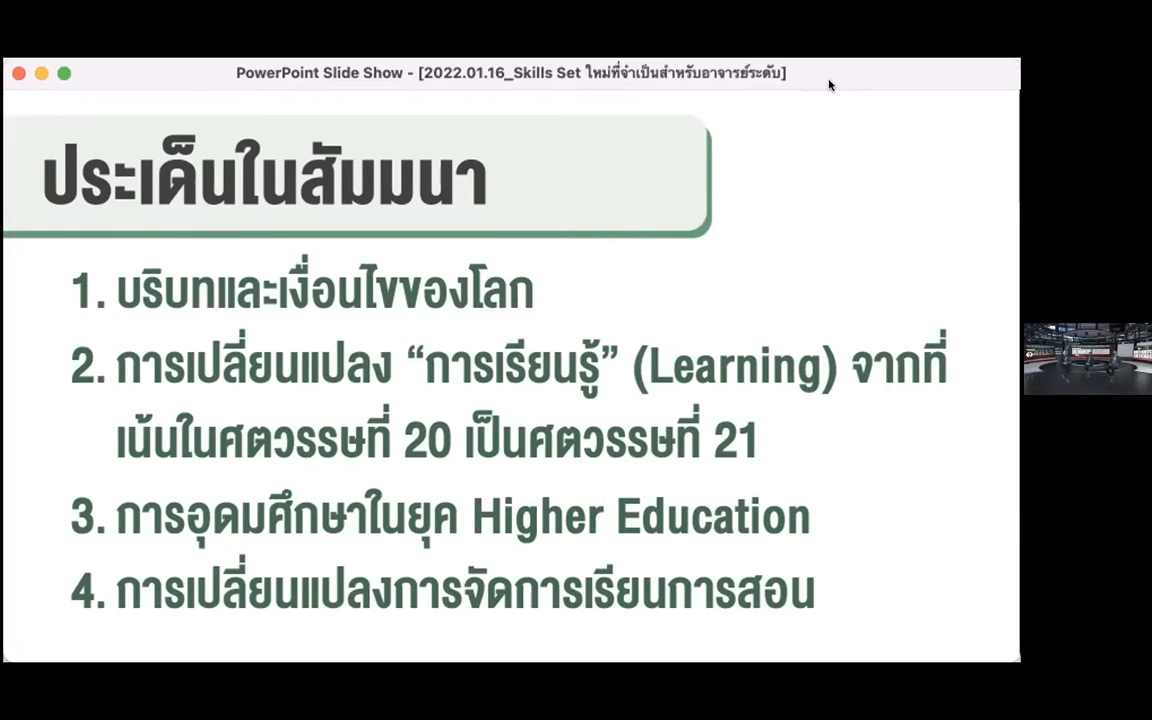 PowerPoint Slide Show - [2022.01.16_Skills Set ใหม่ที่จำเป็นสำหรับอาจารย์ระดับ]
ประเด็นในสัมมนา
1. บริบทและเงื่อนไขของโลก
2. การเปลี่ยนแปลง “การเรียนรู้” (Learning) จากที่
เน้นในศตวรรษที่ 20 เป็นศตวรรษที่ 21
3. การอุดมศึกษาในยุค Higher Education
4. การเปลี่ยนแปลงการจัดการเรียนการสอน